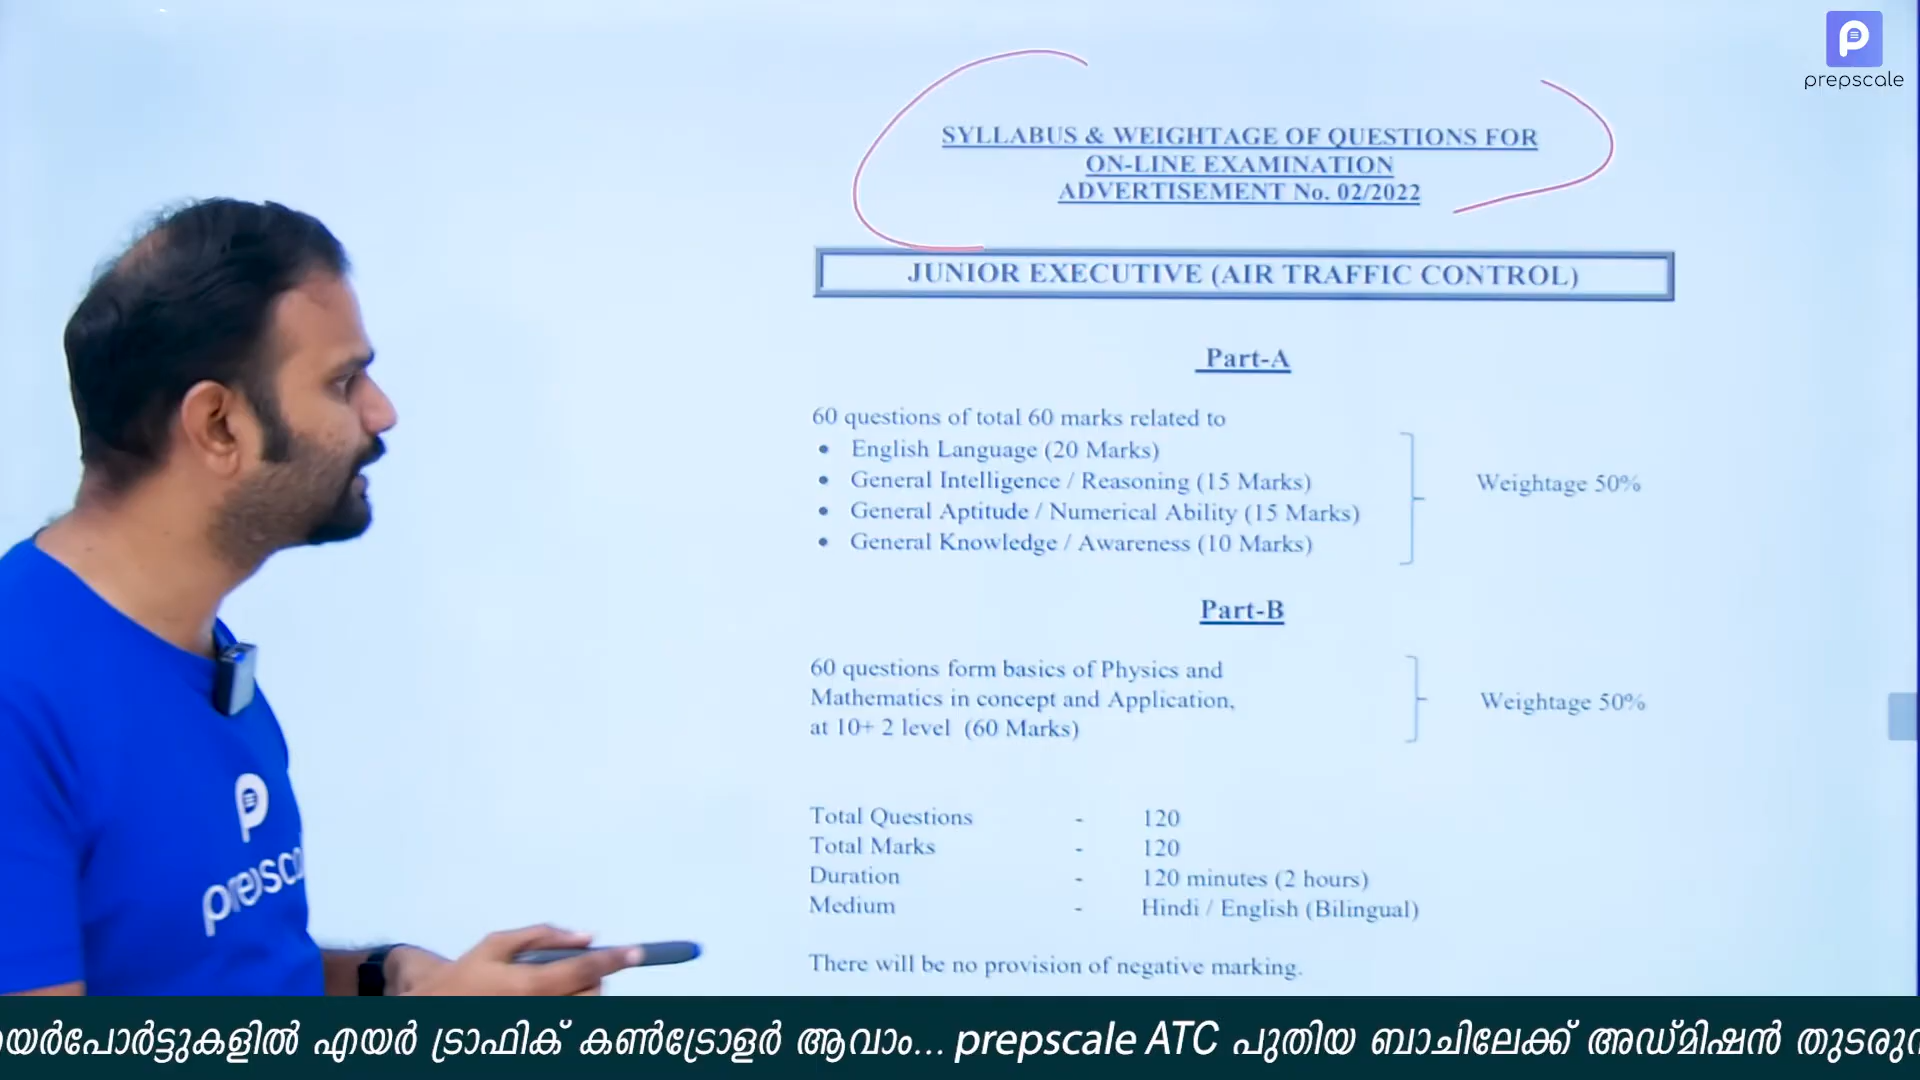 prepscale
SYLLABUS & WEIGHTAGE OF QUESTIONS FOR
ON-LINE EXAMINATION
ADVERTISEMENT No. 02/2022
JUNIOR EXECUTIVE (AIR TRAFFIC CONTROL)
Part-A
60 questions of total 60 marks related to
• English Language (20 Marks)
• General Intelligence / Reasoning (15 Marks)
• General Aptitude / Numerical Ability (15 Marks)
• General Knowledge / Awareness (10 Marks)
Weightage 50%
Part-B
60 questions form basics of Physics and
Mathematics in concept and Application,
at 10+ 2 level (60 Marks)
Weightage 50%
Total Questions - 120
Total Marks - 120
Duration - 120 minutes (2 hours)
Medium - Hindi / English (Bilingual)
There will be no provision of negative marking.
prepsca
എയർ ട്രാഫിക് കൺട്രോളർ ആവാം... prepscale ATC പുതിയ ബാചിലേക്ക് അഡ്മിഷൻ